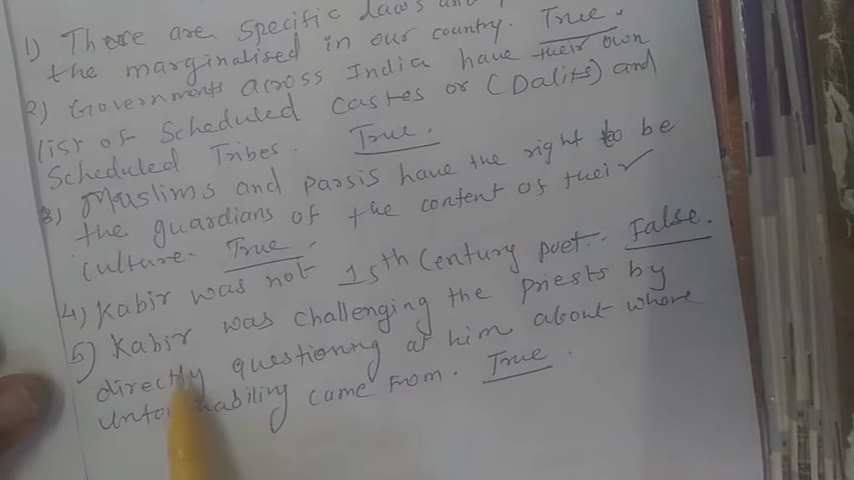 1) There are specific laws and
the marginalised in our country. True.
2) Governments across India have their own
list of Scheduled Castes or (Dalits) and
Scheduled Tribes. True.
3) Muslims and Parsis have the right to be
the guardians of the content of their
culture. True.
4) Kabir was not 15th Century poet. False.
5) Kabir was challenging the priests by
directly questioning at him about where
came from. True.